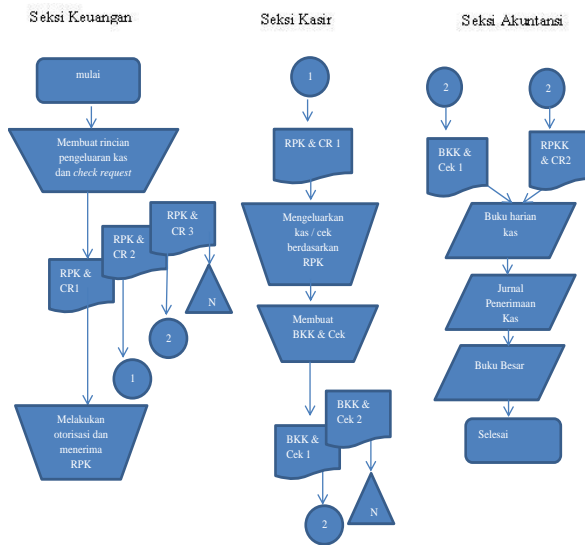 Seksi Keuangan
mulai
Membuat rincian
pengeluaran kas
dan check request
RPK &
CR 3
RPK &
CR 2
RPK &
CR1
N
2
1
Melakukan
otorisasi dan
menerima
RPK
Seksi Kasir
1
RPK & CR 1
Mengeluarkan
kas / cek
berdasarkan
RPK
Membuat
BKK & Cek
BKK &
Cek 2
BKK &
Cek 1
N
2
Seksi Akuntansi
2
2
BKK &
Cek 1
RPKK
& CR2
Buku harian
kas
Jurnal
Penerimaan
Kas
Buku Besar
Selesai